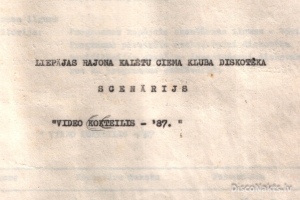 LIEPĀJAS RAJONA KALĒTU CIEMA KLUBA DISKOTĒKA
SCENĀRIJS
"VIDEO KOKTEILIS - '87. "
DiscoNakts.lv